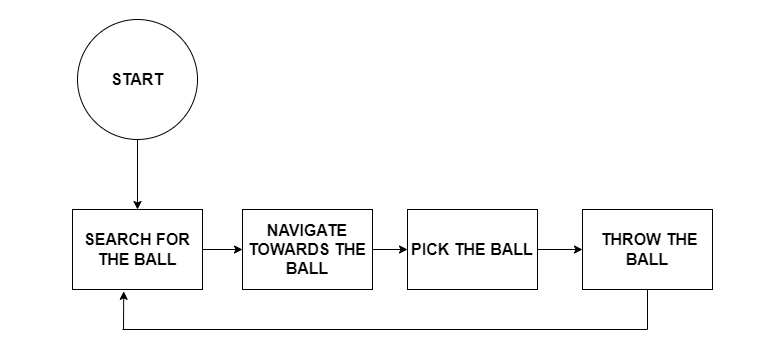 START
SEARCH FOR
THE BALL
NAVIGATE
TOWARDS THE
BALL
PICK THE BALL
THROW THE
BALL